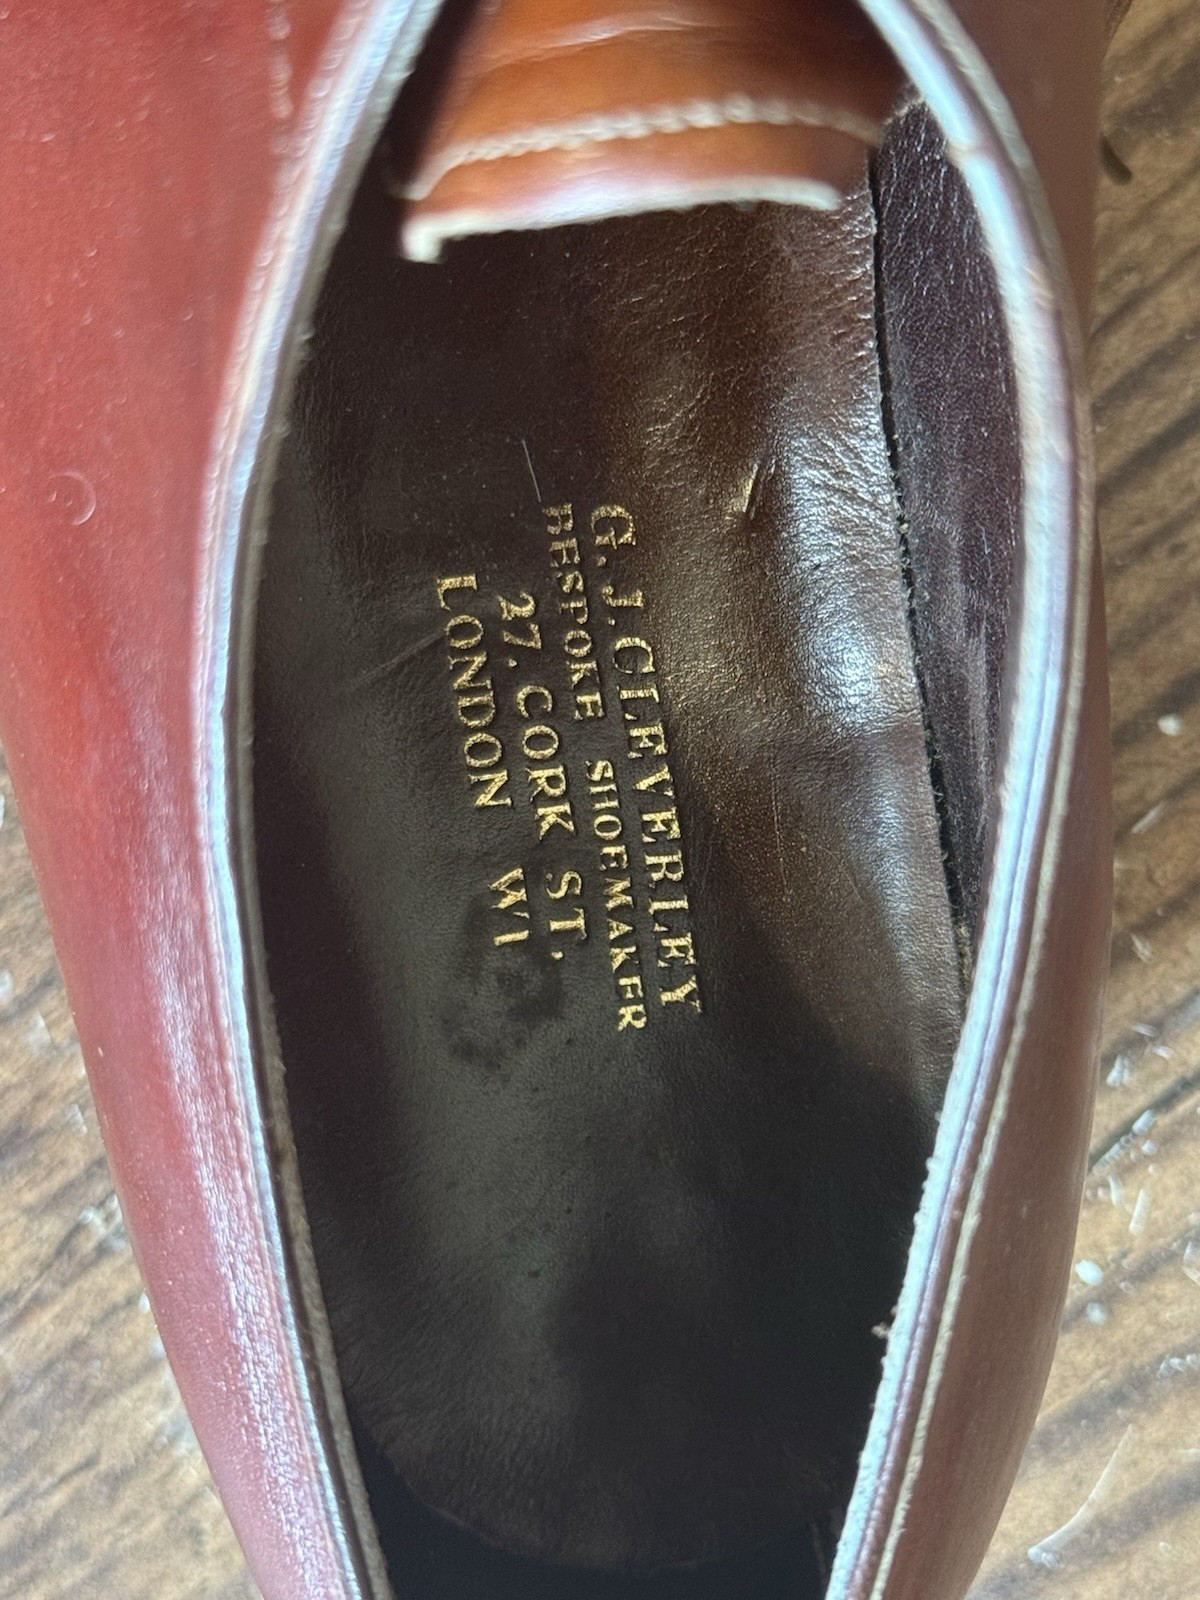 G. J. CLEVERLEY
BESPOKE SHOEMAKER
27. CORK ST.
LONDON W1